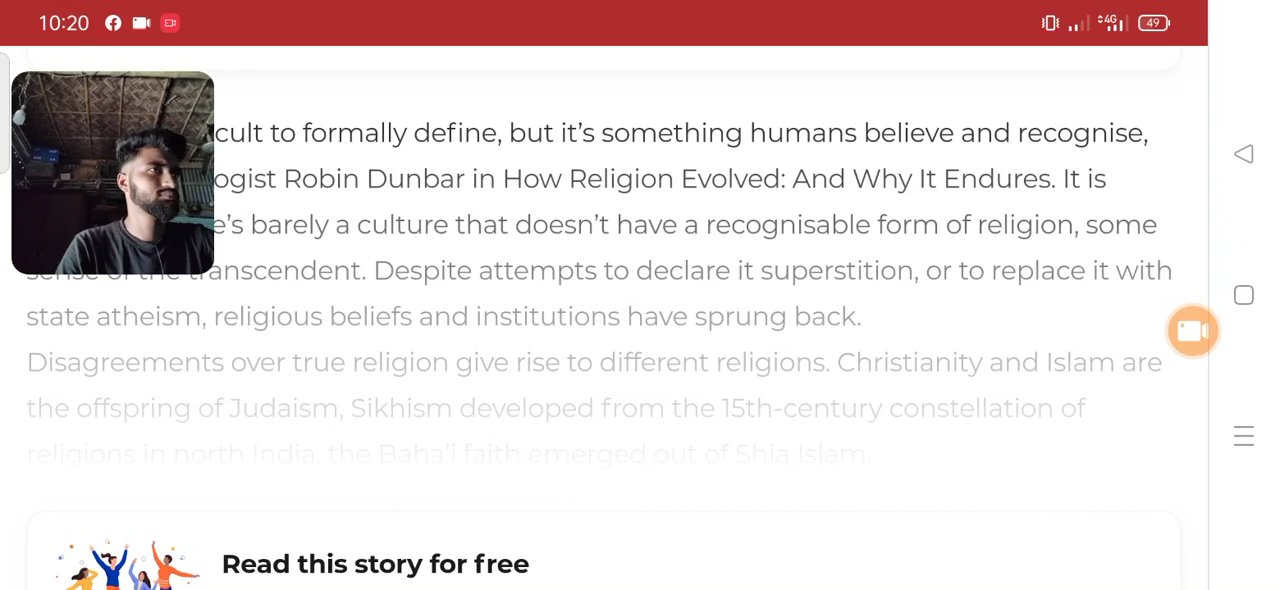 10:20
4G
49
cult to formally define, but it's something humans believe and recognise,
ogist Robin Dunbar in How Religion Evolved: And Why It Endures. It is
e's barely a culture that doesn't have a recognisable form of religion, some
sense of the transcendent. Despite attempts to declare it superstition, or to replace it with
state atheism, religious beliefs and institutions have sprung back.
Disagreements over true religion give rise to different religions. Christianity and Islam are
the offspring of Judaism, Sikhism developed from the 15th-century constellation of
religions in north India, the Baha'i faith emerged out of Shia Islam.
Read this story for free